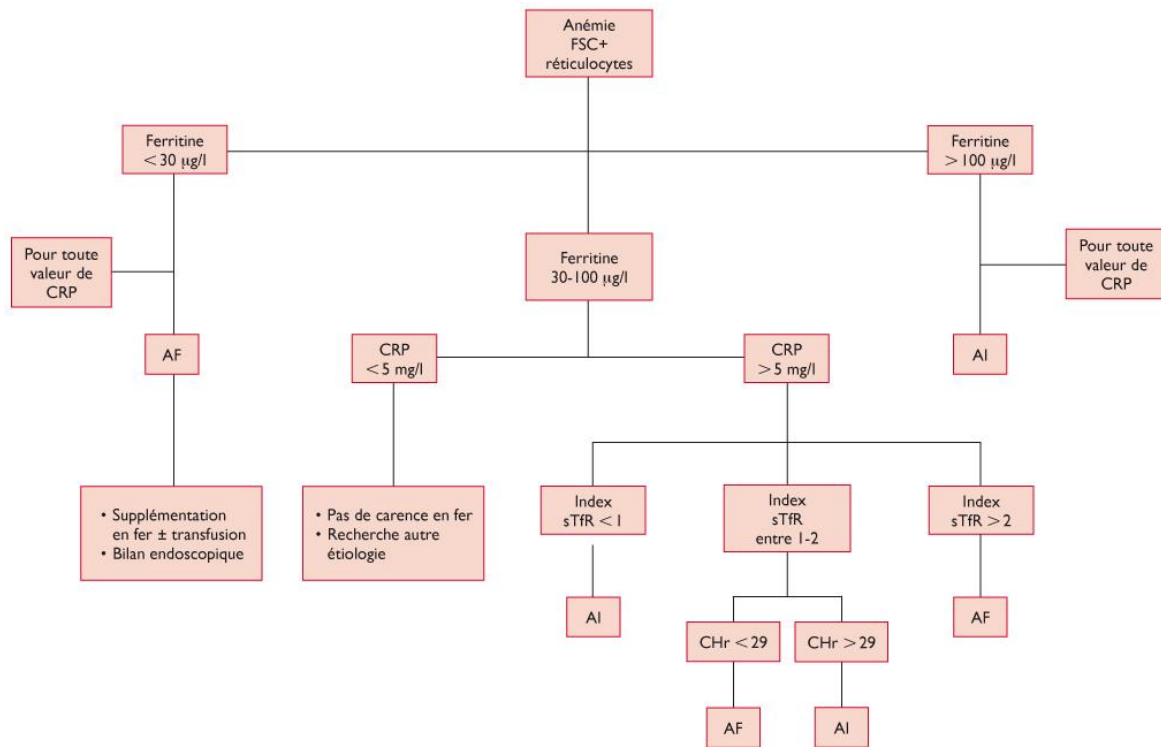 Anémie
FSC+
réticulocytes
Ferritine
< 30 µg/l
Ferritine
> 100 µg/l
Pour toute
valeur de
CRP
Ferritine
30-100 µg/l
Pour toute
valeur de
CRP
AF
CRP
< 5 mg/l
CRP
> 5 mg/l
AI
• Supplémentation
en fer ± transfusion
• Bilan endoscopique
• Pas de carence en fer
• Recherche autre
étiologie
Index
sTfR < 1
Index
sTfR
entre 1-2
Index
sTfR > 2
AI
CHr < 29
CHr > 29
AF
AF
AI